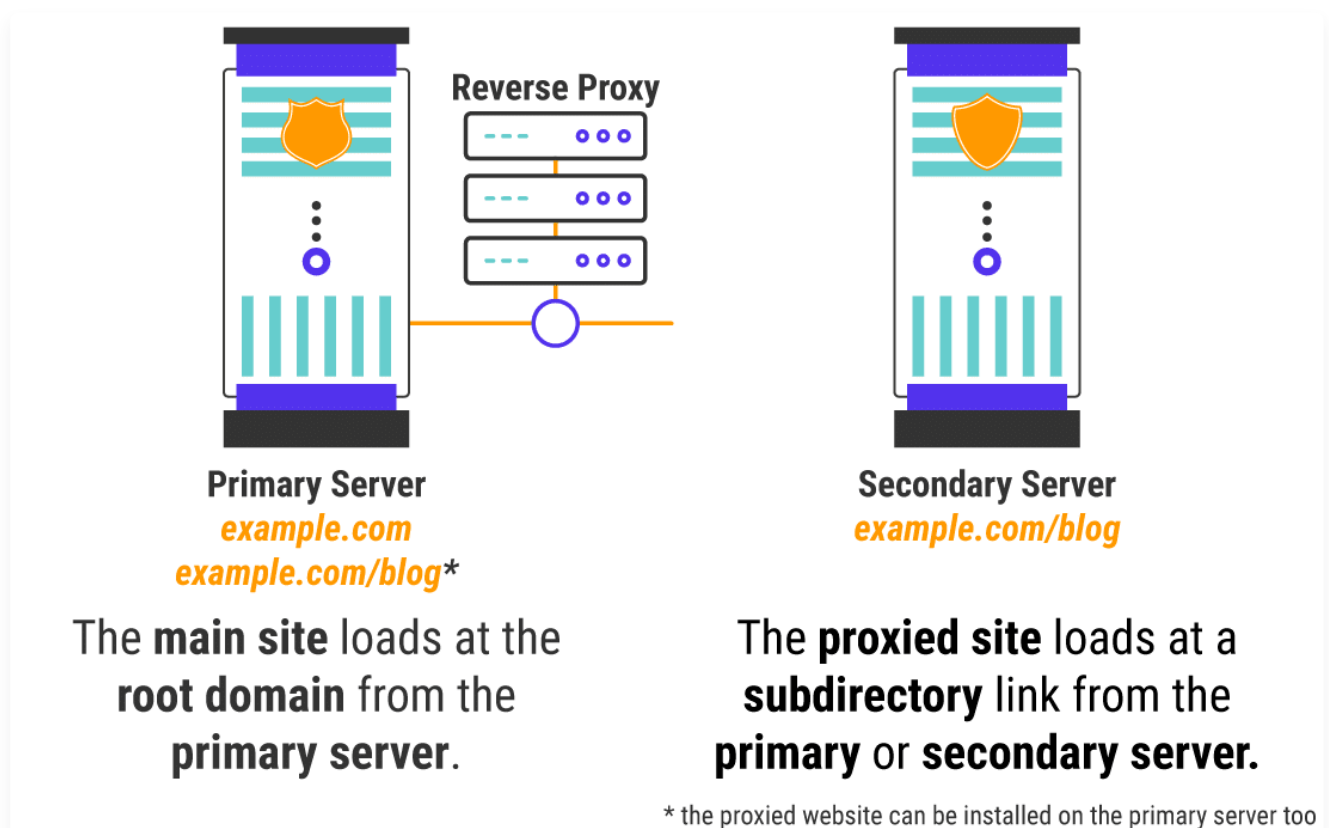 Reverse Proxy
Primary Server
example.com
example.com/blog*
The main site loads at the
root domain from the
primary server.
Secondary Server
example.com/blog
The proxied site loads at a
subdirectory link from the
primary or secondary server.
* the proxied website can be installed on the primary server too